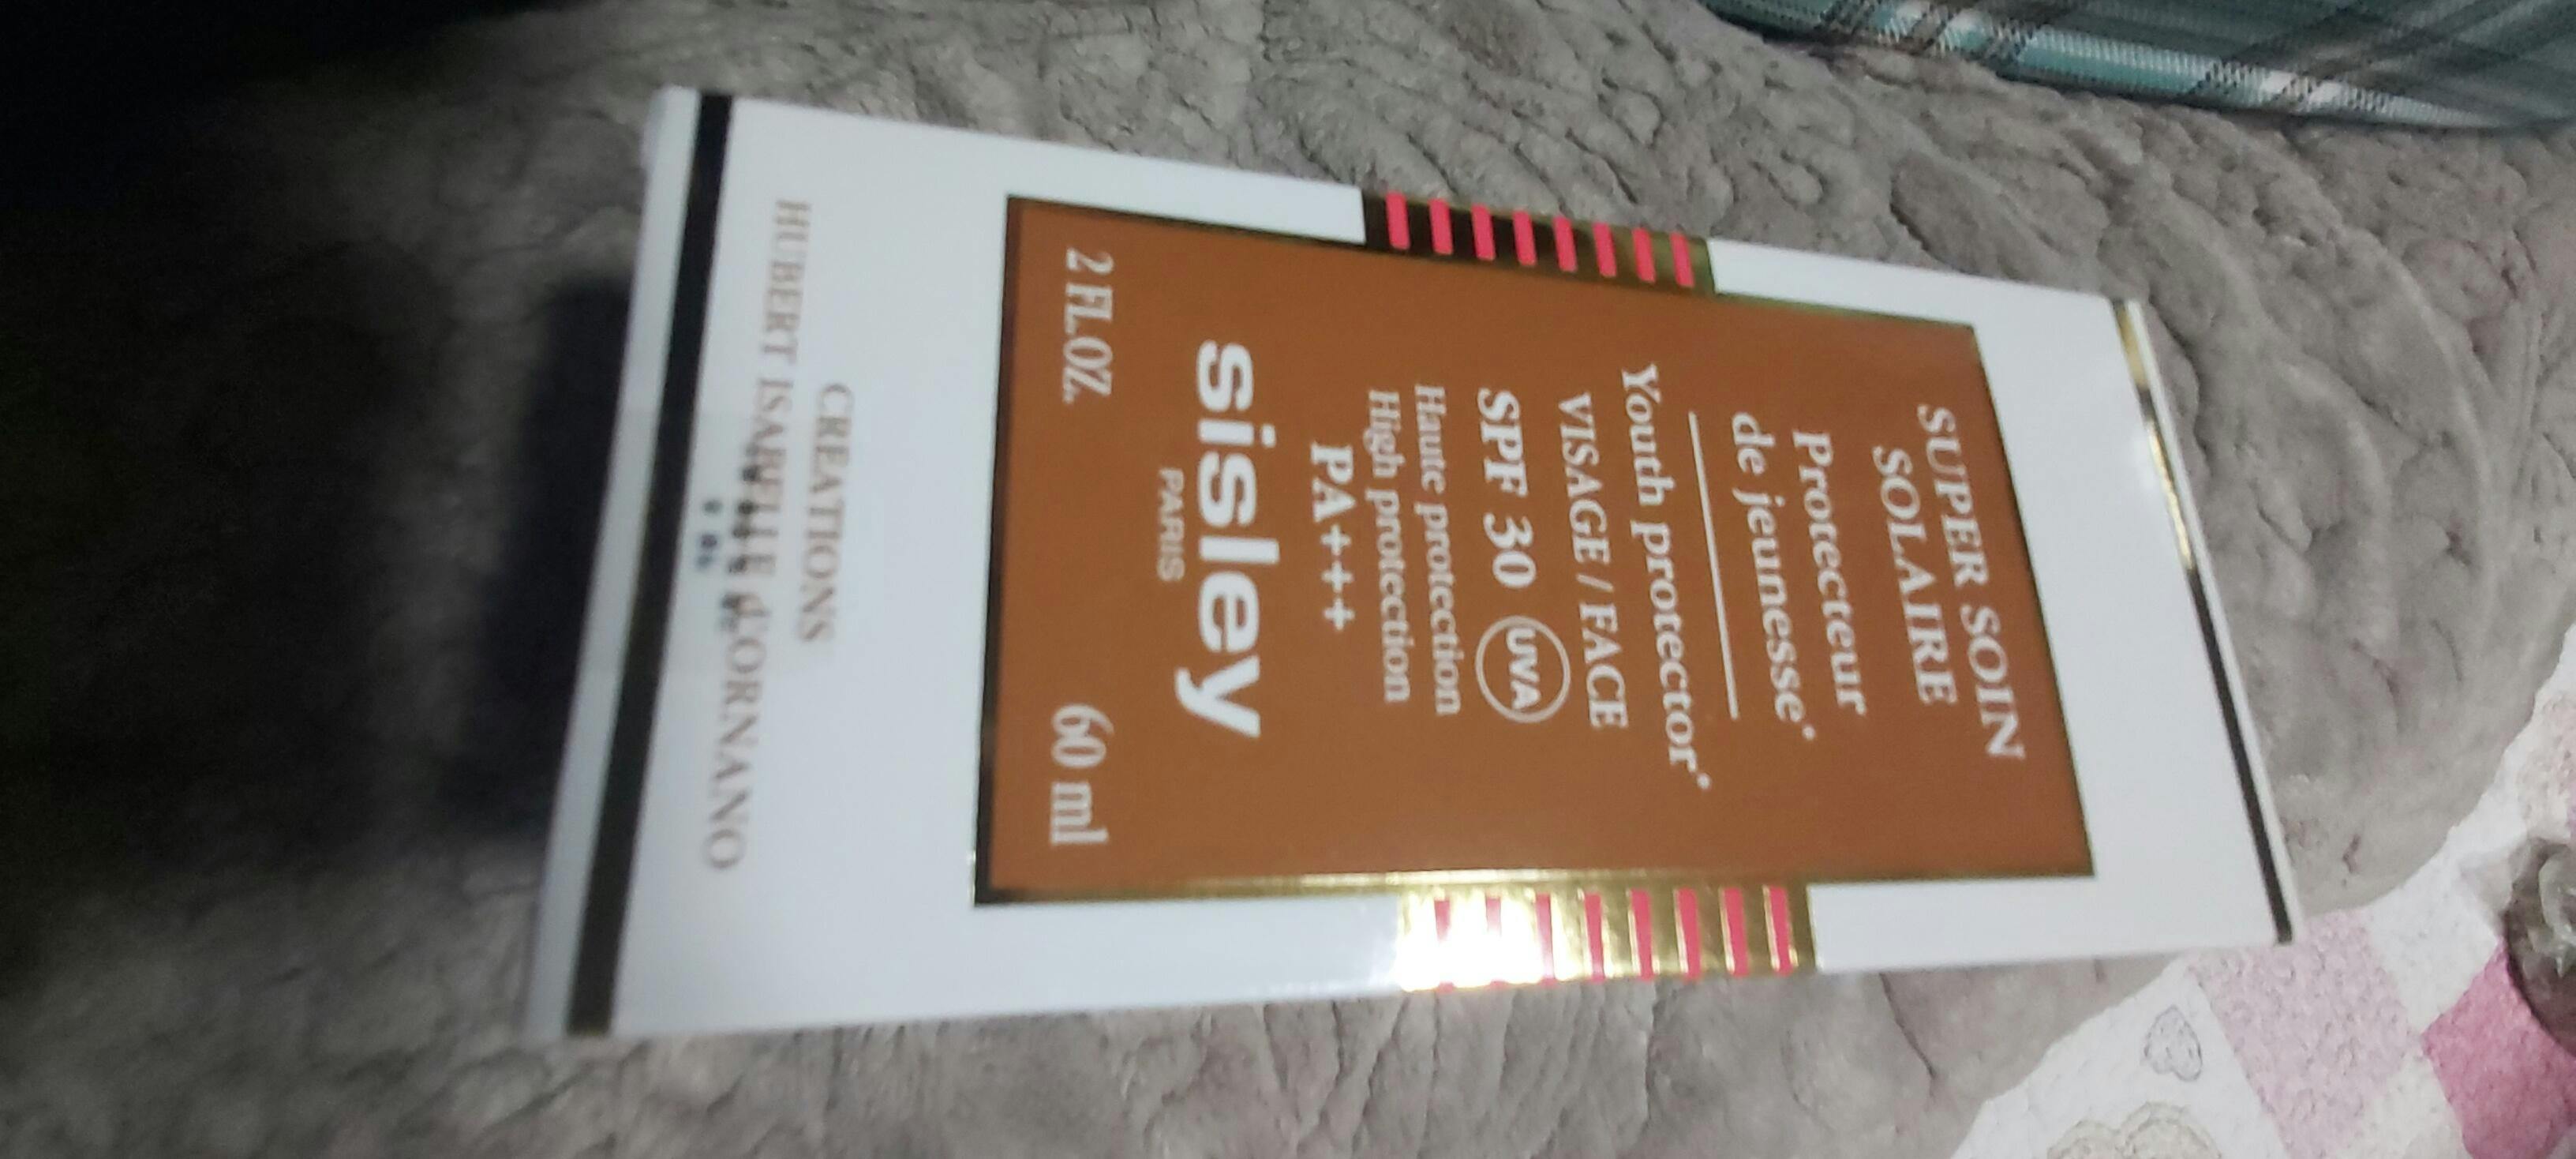 SUPER SOIN
SOLAIRE
Protecteur
de jeunesse*
Youth protector*
VISAGE / FACE
SPF 30 UVA
Haute protection
High protection
PA+++
sisley
PARIS
2 FL.OZ. 60 ml
CREATIONS
HUBERT ISABELLE d'ORNANO